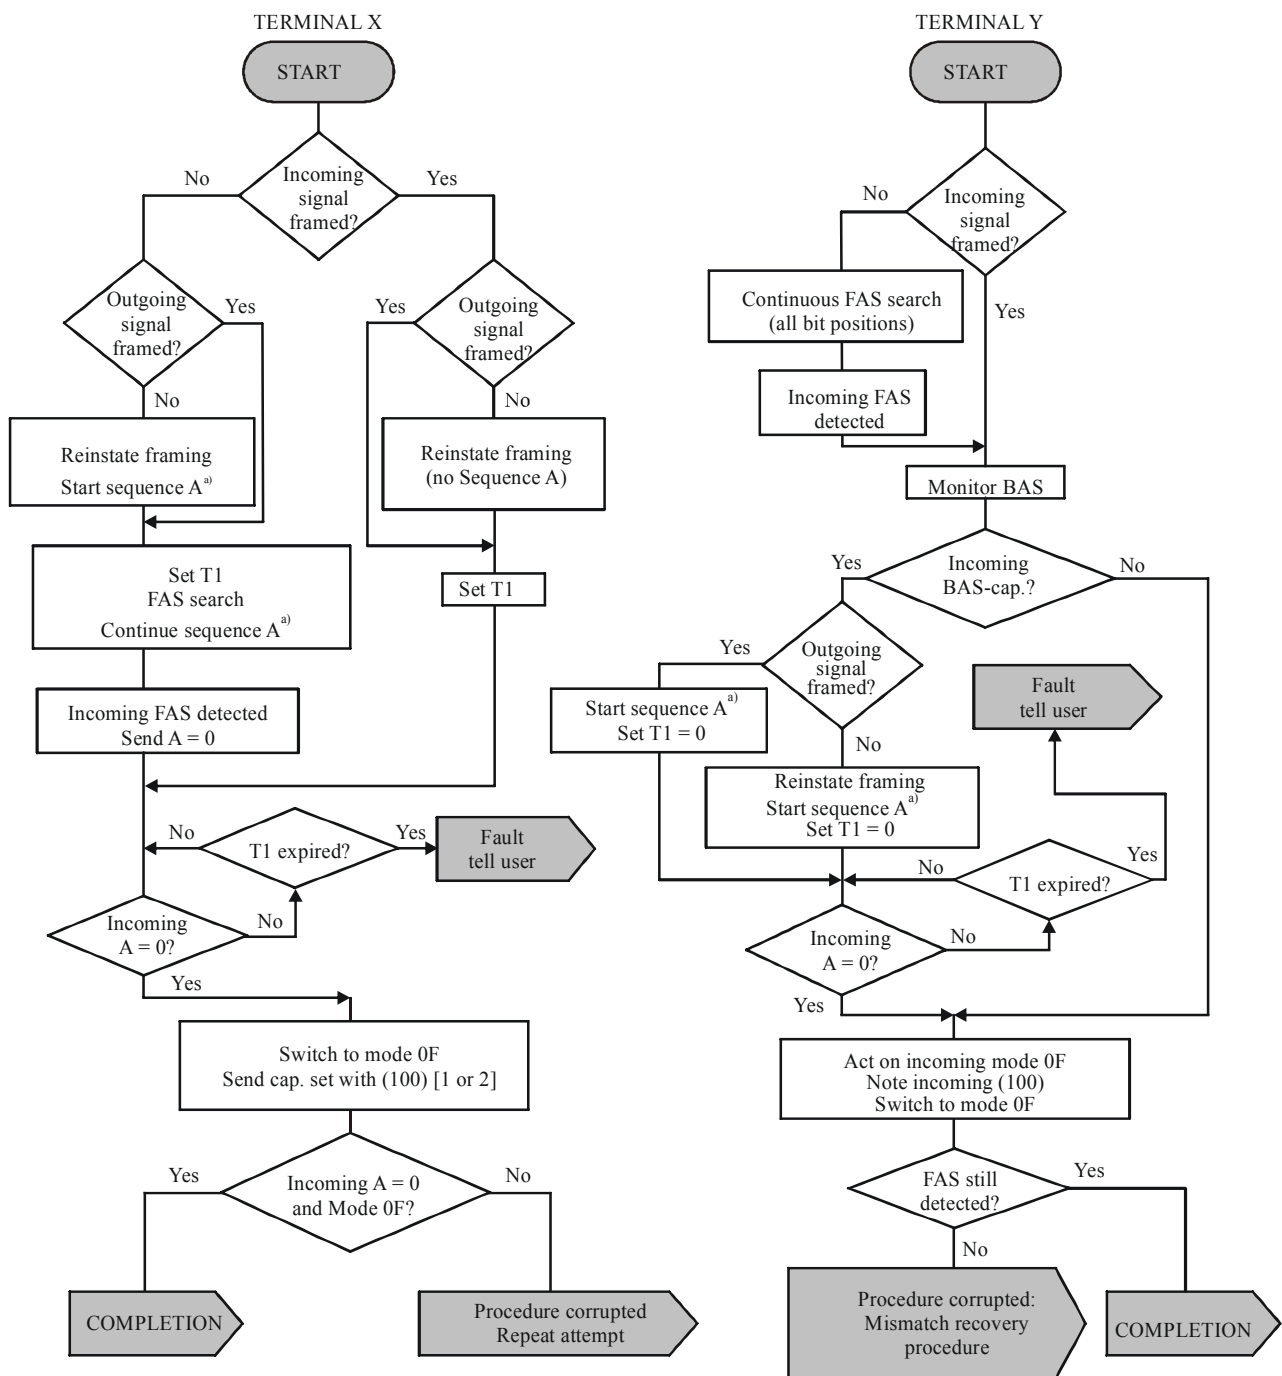 TERMINAL X
START
Incoming
signal
framed?
No
Yes
Outgoing
signal
framed?
Yes
No
Yes
Outgoing
signal
framed?
No
Reinstate framing
Start sequence A a)
Reinstate framing
(no Sequence A)
Set T1
FAS search
Continue sequence A a)
Set T1
Incoming FAS detected
Send A = 0
No
T1 expired?
Yes
Fault
tell user
Incoming
A = 0?
No
Yes
Switch to mode 0F
Send cap. set with (100) [1 or 2]
Yes
Incoming A = 0
and Mode 0F?
No
COMPLETION
Procedure corrupted
Repeat attempt
TERMINAL Y
START
No
Incoming
signal
framed?
Yes
Continuous FAS search
(all bit positions)
Incoming FAS
detected
Monitor BAS
Yes
Incoming
BAS-cap.?
No
Yes
Outgoing
signal
framed?
No
Start sequence A a)
Set T1 = 0
Fault
tell user
Reinstate framing
Start sequence A a)
Set T1 = 0
No
T1 expired?
Yes
Incoming
A = 0?
No
Yes
Act on incoming mode 0F
Note incoming (100)
Switch to mode 0F
FAS still
detected?
Yes
No
Procedure corrupted:
Mismatch recovery
procedure
COMPLETION